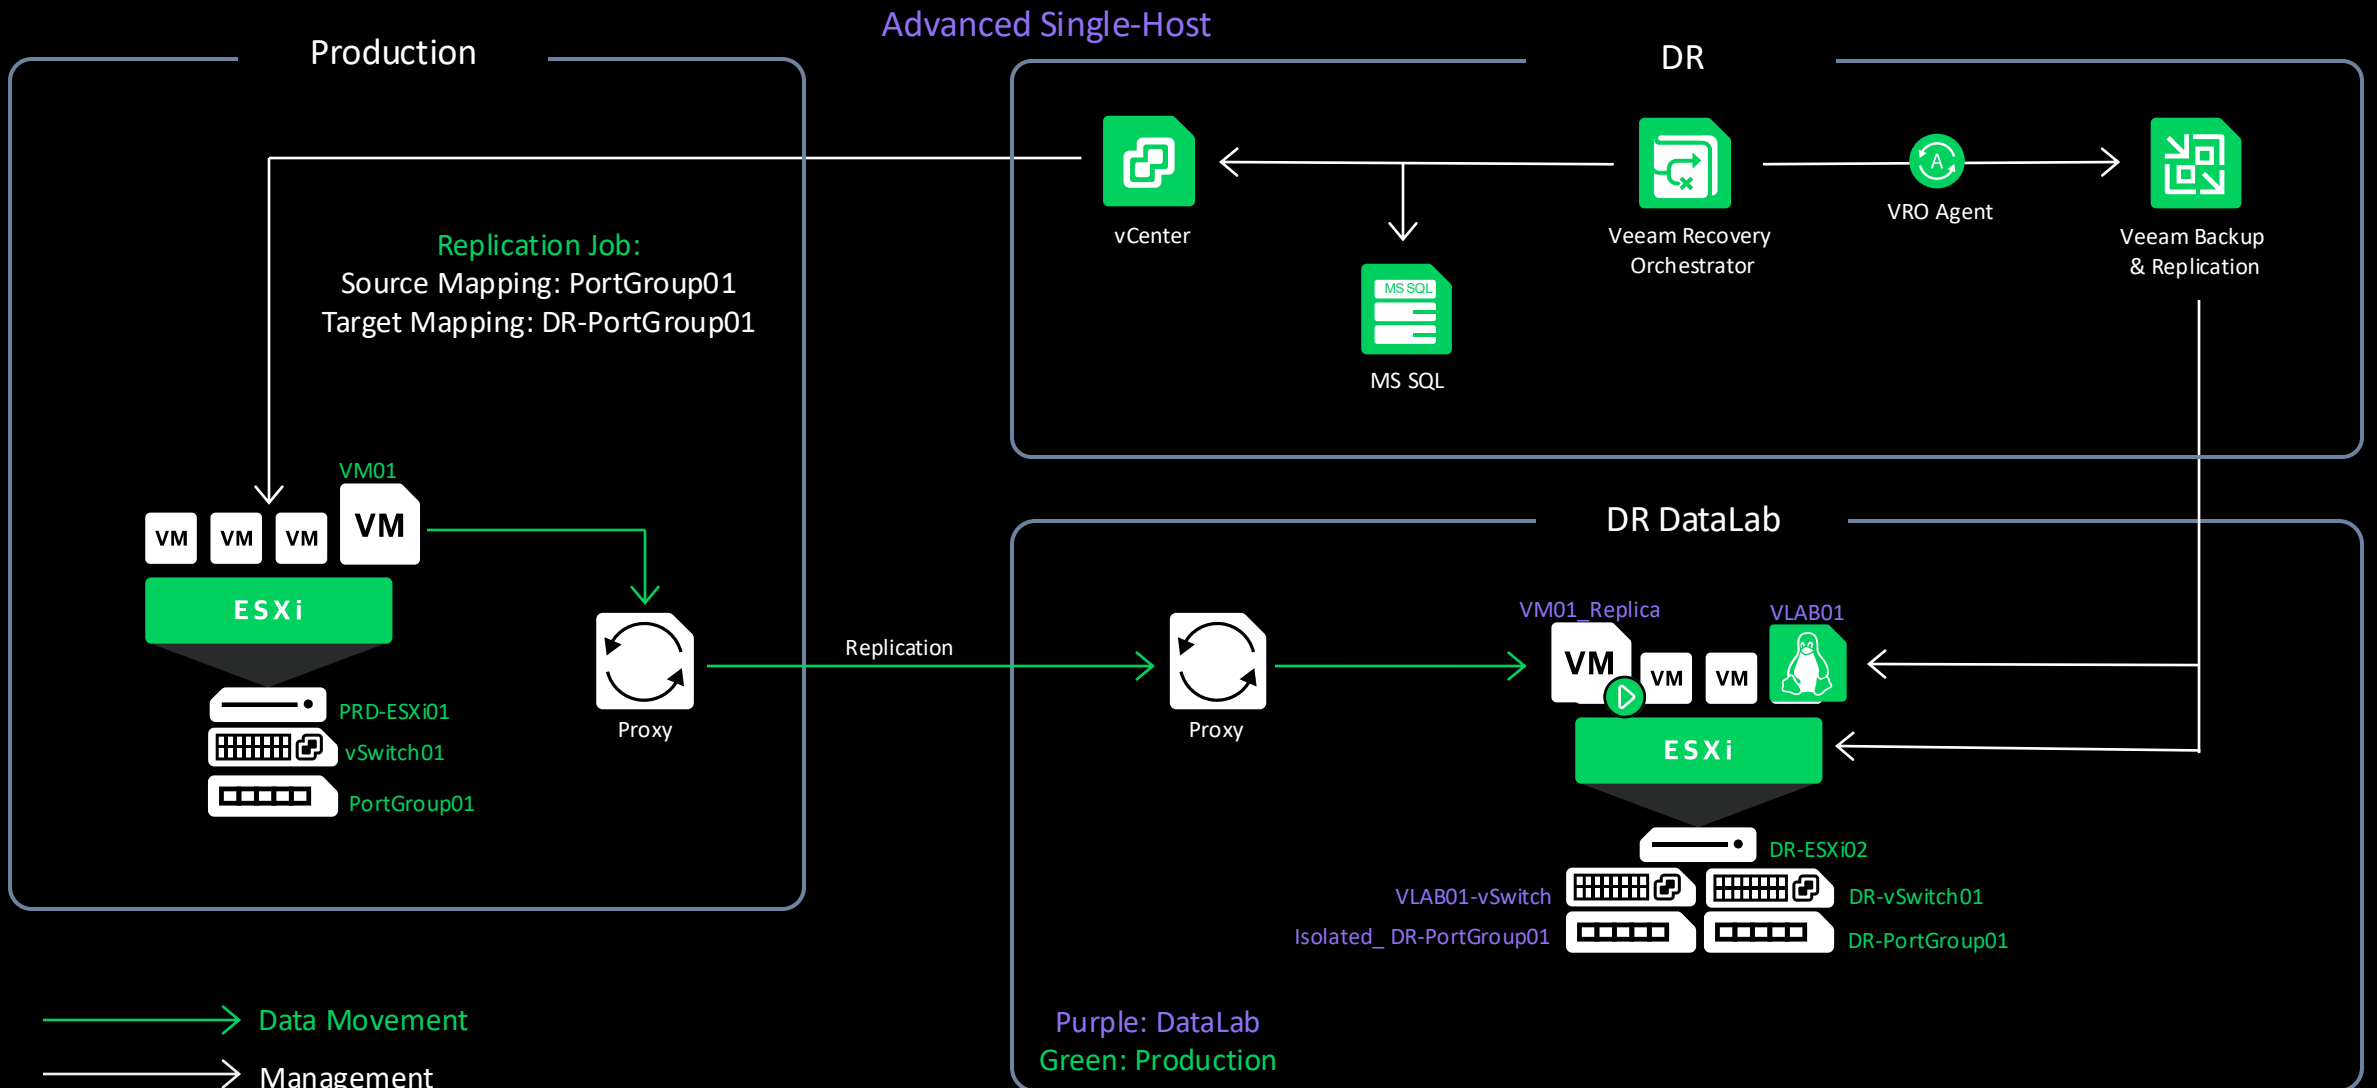 Advanced Single-Host
Production
DR
vCenter
Veeam Recovery
Orchestrator
VRO Agent
A
Veeam Backup
& Replication
MS SQL
MS SQL
Replication Job:
Source Mapping: PortGroup01
Target Mapping: DR-PortGroup01
VM01
VM
VM
VM
VM
ESXi
PRD-ESXi01
vSwitch01
PortGroup01
Proxy
Replication
DR DataLab
Proxy
VM01_Replica
VLAB01
VM
VM
VM
ESXi
DR-ESXi02
VLAB01-vSwitch
DR-vSwitch01
Isolated_ DR-PortGroup01
DR-PortGroup01
Purple: DataLab
Green: Production
Data Movement
Management